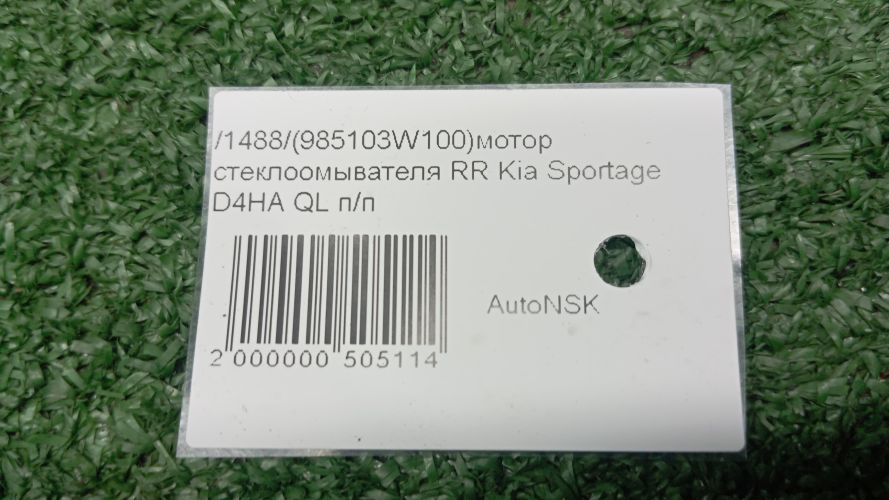 /1488/(985103W100)мотор
стеклоомывателя RR Kia Sportage
D4HA QL п/п
AutoNSK
2 000000 505114